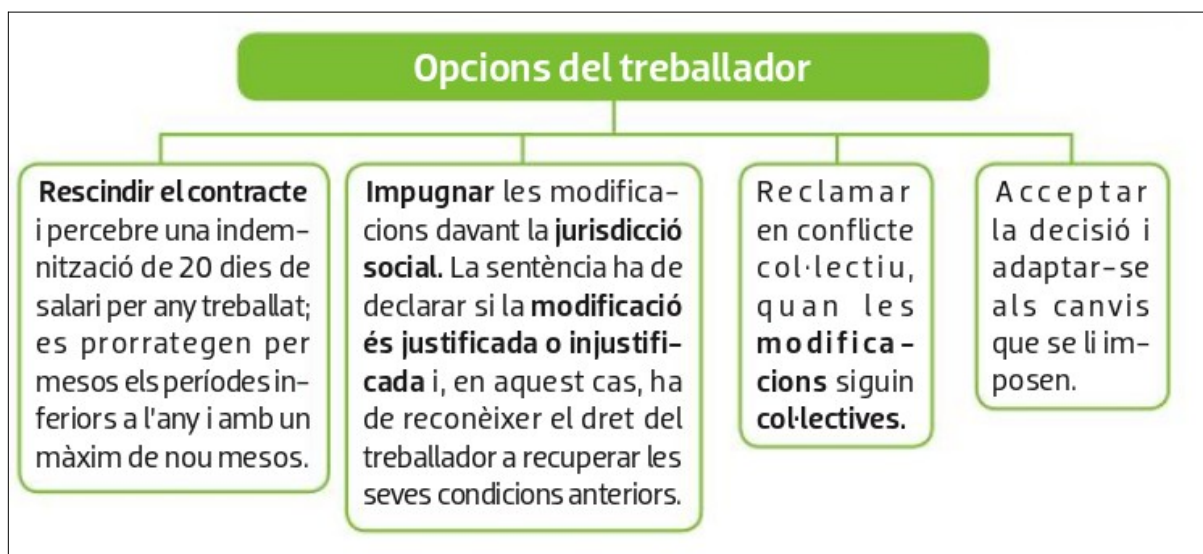 Opcions del treballador
Rescindir el contracte
i percebre una indem-
nització de 20 dies de
salari per any treballat;
es prorrategen per
mesos els períodes in-
feriors a l'any i amb un
màxim de nou mesos.
Impugnar les modifica-
cions davant la jurisdicció
social. La sentència ha de
declarar si la modificació
és justificada o injustifi-
cada i, en aquest cas, ha
de reconèixer el dret del
treballador a recuperar les
seves condicions anteriors.
Reclamar
en conflicte
col·lectiu,
quan les
modifica-
cions siguin
col·lectives.
Acceptar
la decisió i
adaptar-se
als canvis
que se li im-
posen.